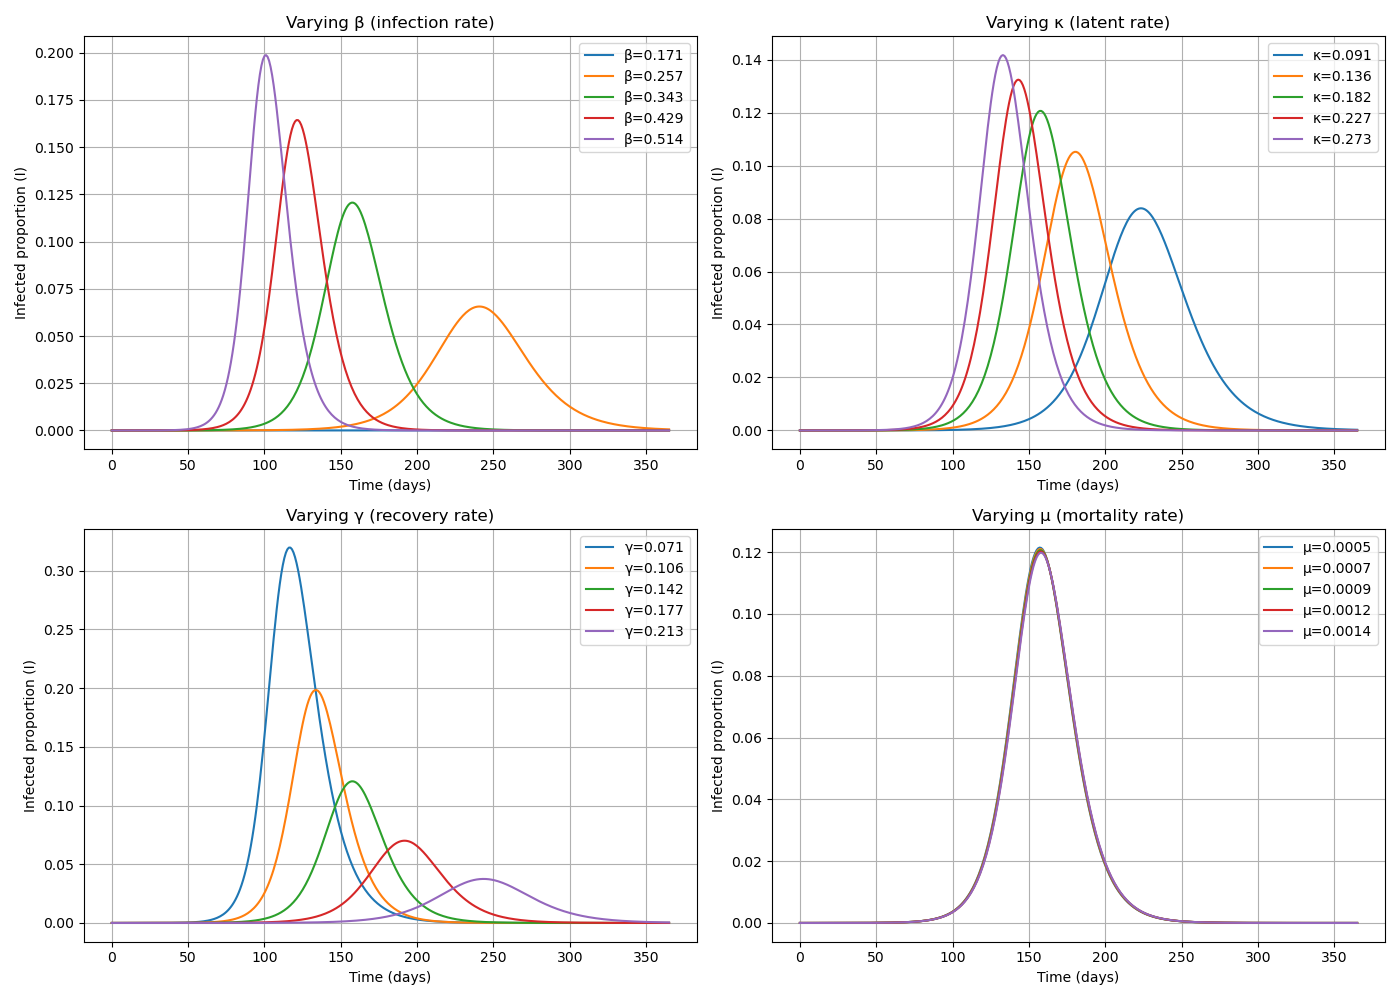 Varying β (infection rate)
Infected proportion (I)
0.200
0.175
0.150
0.125
0.100
0.075
0.050
0.025
0.000
β=0.171
β=0.257
β=0.343
β=0.429
β=0.514
0 50 100 150 200 250 300 350
Time (days)
Varying κ (latent rate)
Infected proportion (I)
0.14
0.12
0.10
0.08
0.06
0.04
0.02
0.00
κ=0.091
κ=0.136
κ=0.182
κ=0.227
κ=0.273
0 50 100 150 200 250 300 350
Time (days)
Varying γ (recovery rate)
Infected proportion (I)
0.30
0.25
0.20
0.15
0.10
0.05
0.00
γ=0.071
γ=0.106
γ=0.142
γ=0.177
γ=0.213
0 50 100 150 200 250 300 350
Time (days)
Varying μ (mortality rate)
Infected proportion (I)
0.12
0.10
0.08
0.06
0.04
0.02
0.00
μ=0.0005
μ=0.0007
μ=0.0009
μ=0.0012
μ=0.0014
0 50 100 150 200 250 300 350
Time (days)